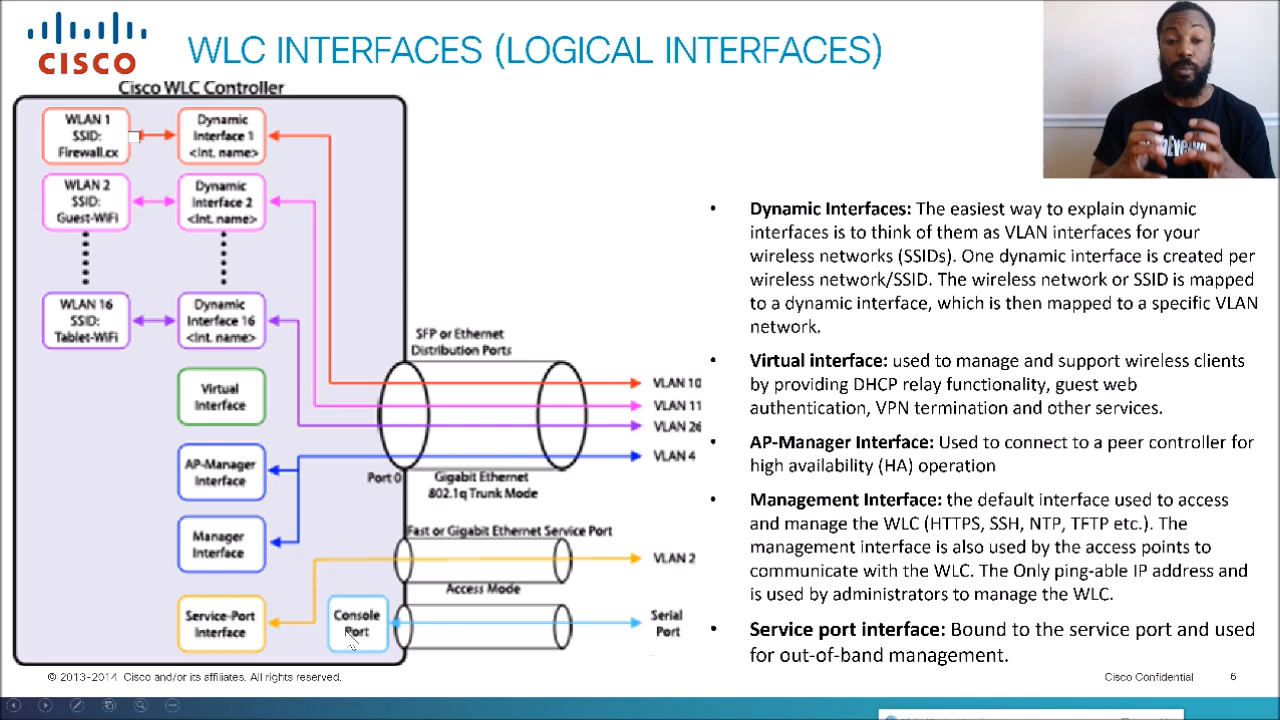 CISCO
WLC INTERFACES (LOGICAL INTERFACES)
Cisco WLC Controller
WLAN 1
SSID:
Firewall.cx
Dynamic
Interface 1
<Int. name>
WLAN 2
SSID:
Guest-WiFi
Dynamic
Interface 2
<Int. name>
WLAN 16
SSID:
Tablet-WiFi
Dynamic
Interface 16
<Int. name>
Virtual
Interface
AP-Manager
Interface
Manager
Interface
Service-Port
Interface
Console
Port
SFP or Ethernet
Distribution Ports
VLAN 10
VLAN 11
VLAN 26
VLAN 4
Port 0
Gigabit Ethernet
802.1q Trunk Mode
Fast or Gigabit Ethernet Service Port
VLAN 2
Access Mode
Serial
Port
• Dynamic Interfaces: The easiest way to explain dynamic
interfaces is to think of them as VLAN interfaces for your
wireless networks (SSIDs). One dynamic interface is created per
wireless network/SSID. The wireless network or SSID is mapped
to a dynamic interface, which is then mapped to a specific VLAN
network.
• Virtual interface: used to manage and support wireless clients
by providing DHCP relay functionality, guest web
authentication, VPN termination and other services.
• AP-Manager Interface: Used to connect to a peer controller for
high availability (HA) operation
• Management Interface: the default interface used to access
and manage the WLC (HTTPS, SSH, NTP, TFTP etc.). The
management interface is also used by the access points to
communicate with the WLC. The Only ping-able IP address and
is used by administrators to manage the WLC.
• Service port interface: Bound to the service port and used
for out-of-band management.
© 2013-2014 Cisco and/or its affiliates. All rights reserved.
Cisco Confidential
6